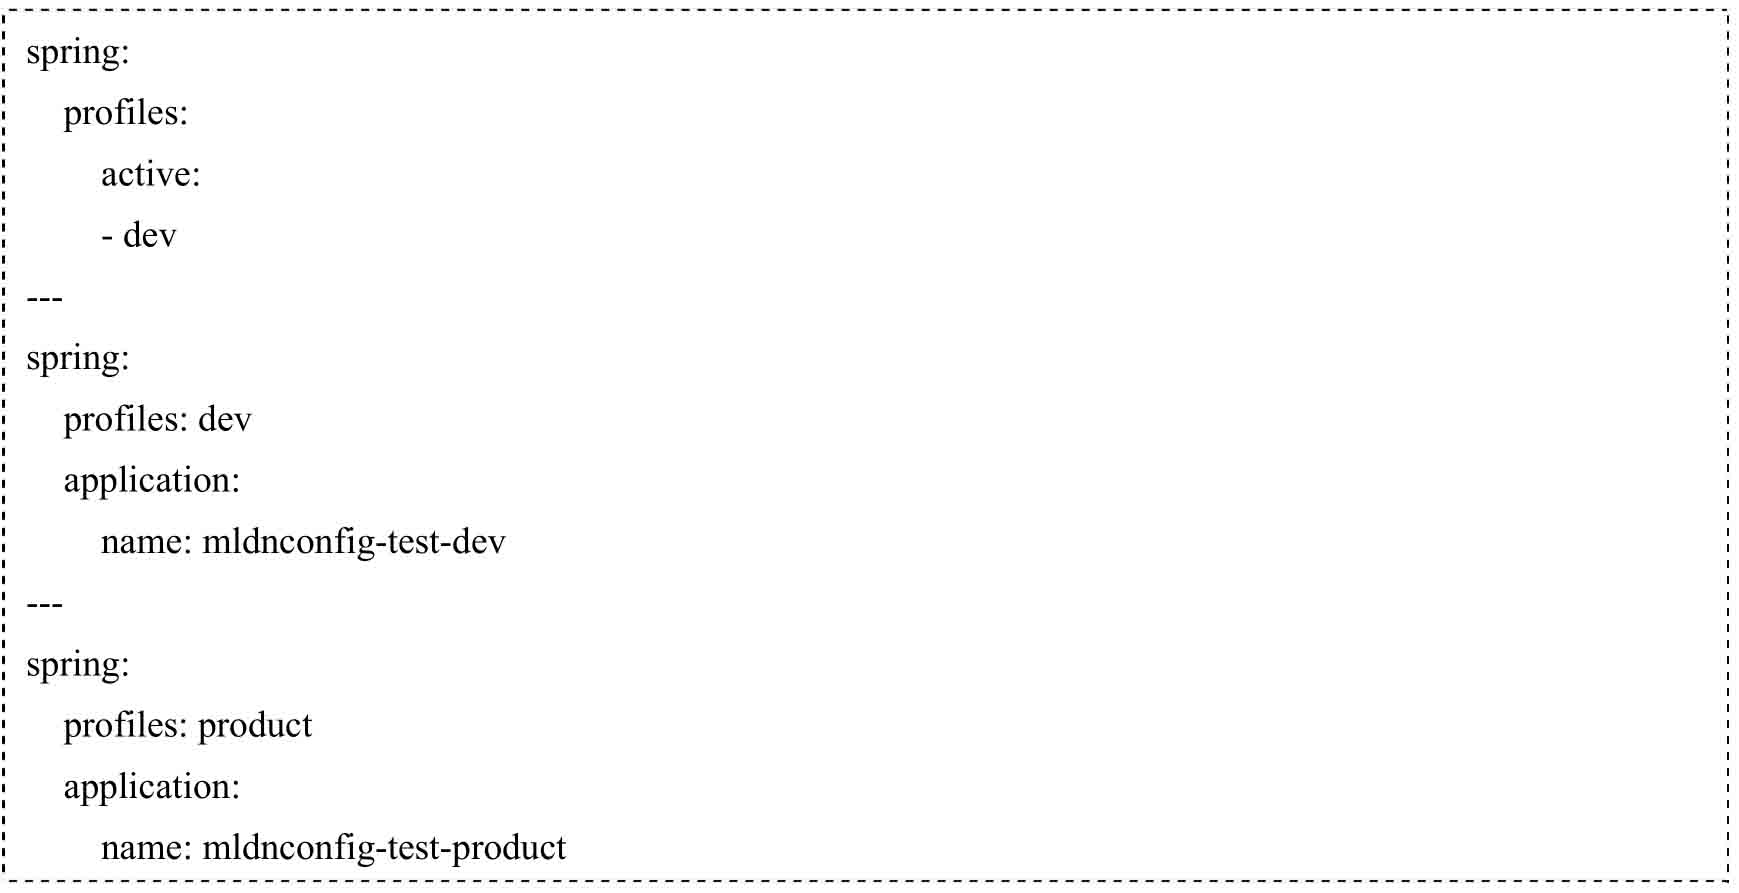 spring:
    profiles:
        active:
        - dev
---
spring:
    profiles: dev
    application:
        name: mldnconfig-test-dev
---
spring:
    profiles: product
    application:
        name: mldnconfig-test-product